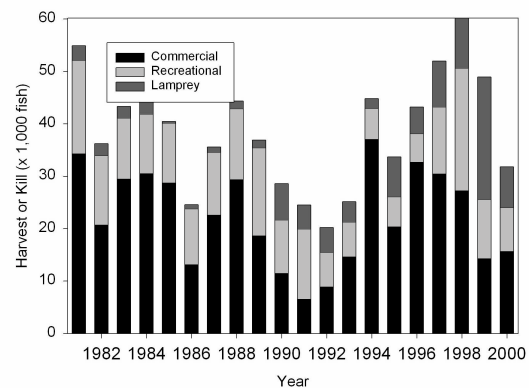 60
50
40
30
20
10
0
Harvest or Kill (x 1,000 fish)
Commercial
Recreational
Lamprey
1982 1984 1986 1988 1990 1992 1994 1996 1998 2000
Year